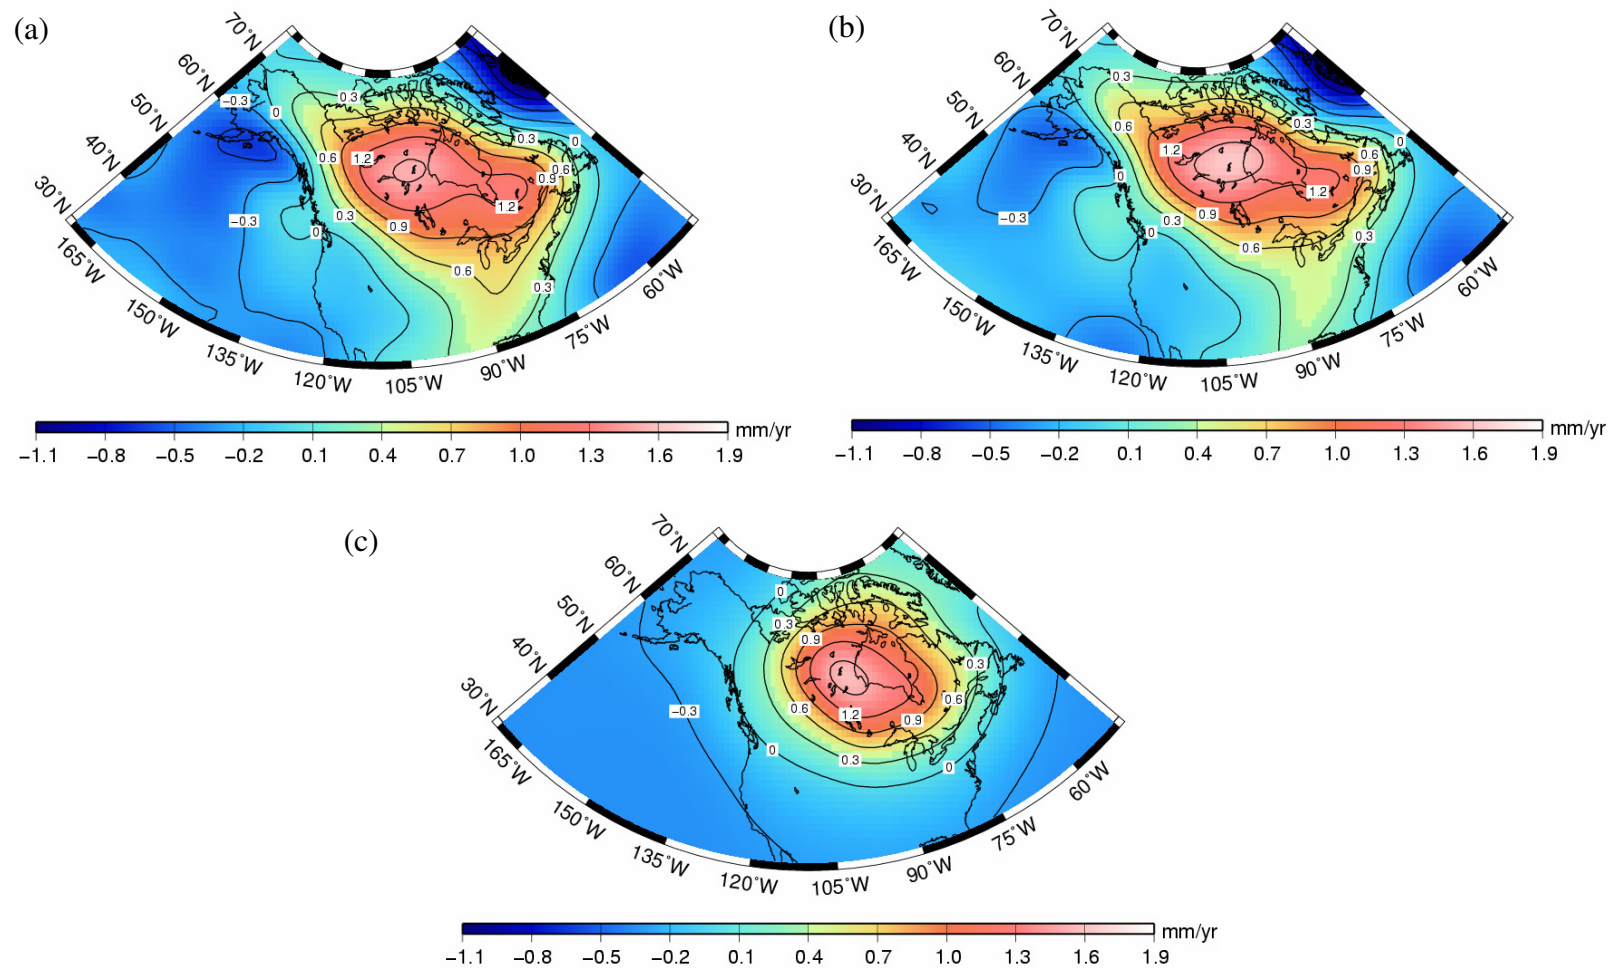 (a)
70°N
60°N
50°N
40°N
30°N
165°W
150°W
135°W
120°W
105°W
90°W
75°W
60°W
−0.3
0
0.3
0.3
0
0.6
1.2
0.6
0.9
1.2
−0.3
0.3
0
0.9
0.6
0.3
−1.1 −0.8 −0.5 −0.2 0.1 0.4 0.7 1.0 1.3 1.6 1.9 mm/yr
(b)
70°N
60°N
50°N
40°N
30°N
165°W
150°W
135°W
120°W
105°W
90°W
75°W
60°W
0.3
0.6
0.3
0
1.2
0.6
0.9
0
1.2
−0.3
0.3
0.9
0
0.6
0.3
−1.1 −0.8 −0.5 −0.2 0.1 0.4 0.7 1.0 1.3 1.6 1.9 mm/yr
(c)
70°N
60°N
50°N
40°N
30°N
165°W
150°W
135°W
120°W
105°W
90°W
75°W
60°W
0
0.3
0.9
0.3
−0.3
0.6
1.2
0.9
0.6
0
0.3
0
−1.1 −0.8 −0.5 −0.2 0.1 0.4 0.7 1.0 1.3 1.6 1.9 mm/yr